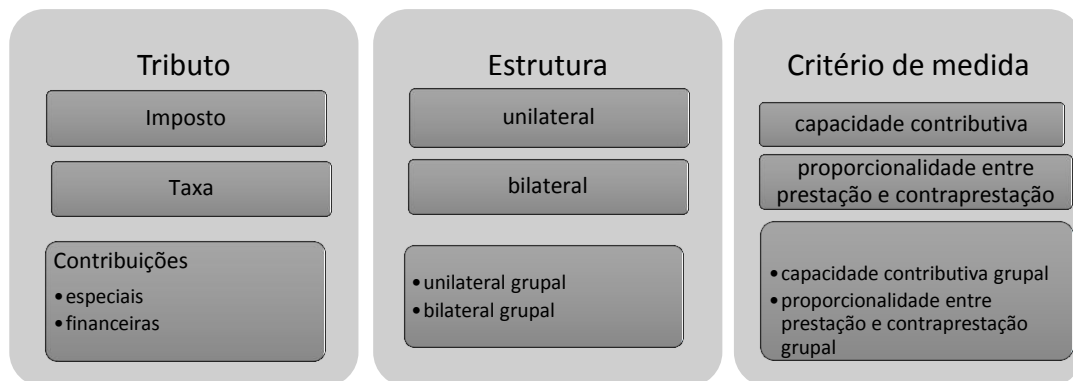 Tributo
Imposto
Taxa
Contribuições
•especiais
•financeiras
Estrutura
unilateral
bilateral
•unilateral grupal
•bilateral grupal
Critério de medida
capacidade contributiva
proporcionalidade entre
prestação e contraprestação
•capacidade contributiva grupal
•proporcionalidade entre
prestação e contraprestação
grupal